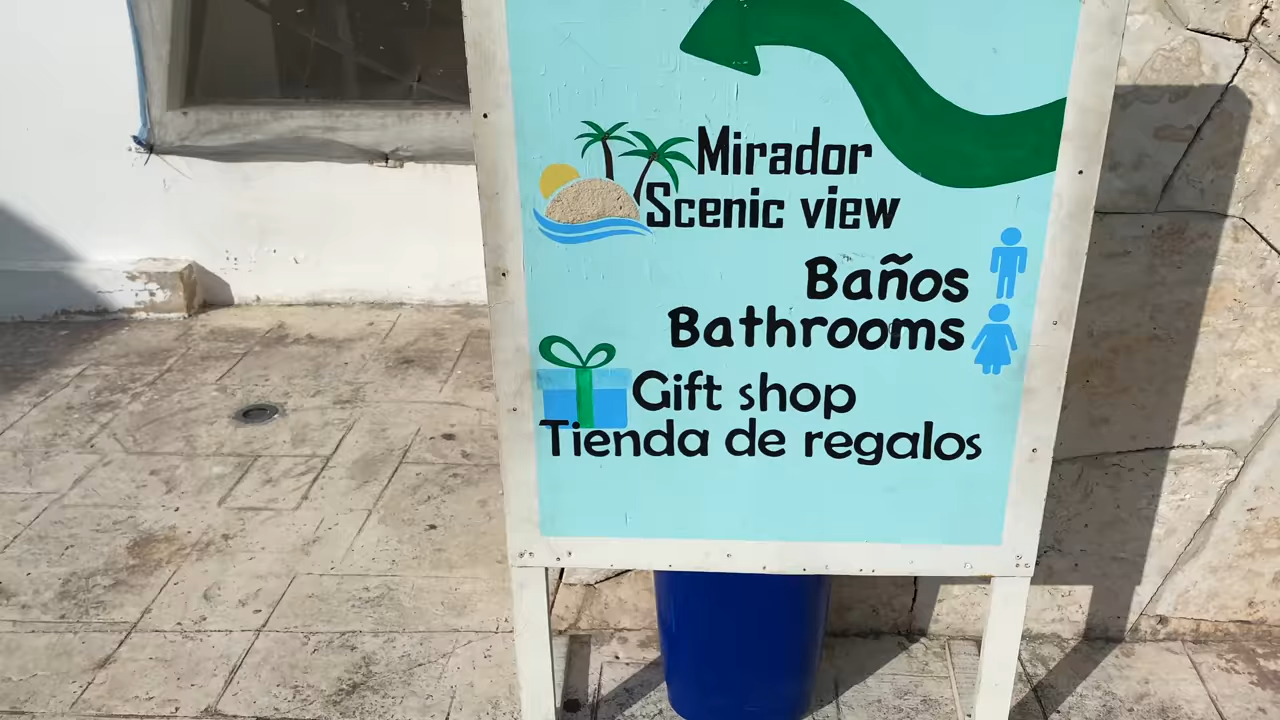 Mirador
Scenic view
Baños
Bathrooms
Gift shop
Tienda de regalos